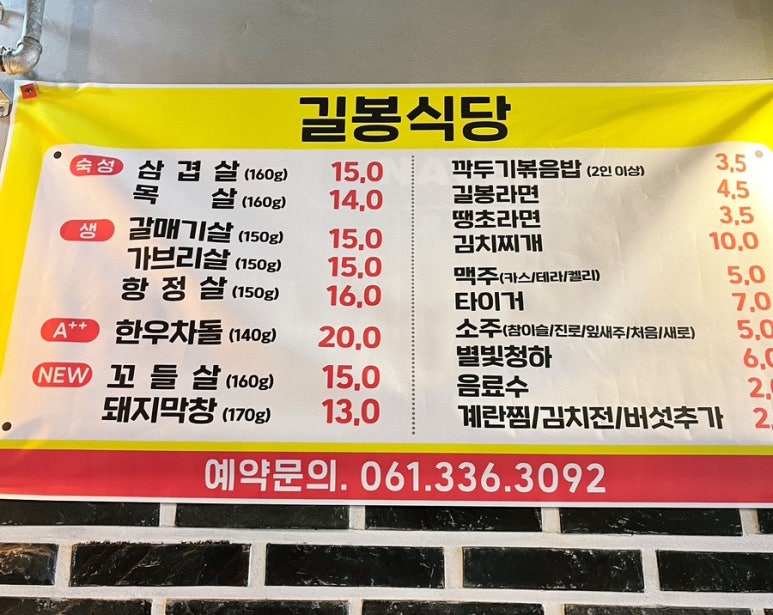 길봉식당
숙성 삼겹살 (160g) 15,0
목살 (160g) 14,0
생 갈매기살 (150g) 15,0
가브리살 (150g) 15,0
항정살 (150g) 16,0
A++ 한우차돌 (140g) 20,0
NEW 꼬들살 (160g) 15,0
돼지막창 (170g) 13,0
깍두기볶음밥 (2인 이상) 3,5
길봉라면 4,5
땡초라면 3,5
김치찌개 10,0
맥주(카스/테라/켈리) 5,0
타이거 7,0
소주(참이슬/진로/잎새주/처음/새로) 5,0
별빛청하 6,0
음료수 2,
계란찜/김치전/버섯추가 2,
예약문의. 061.336.3092